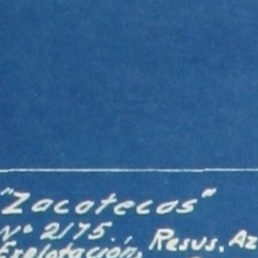 "Zacatecas"
Nº 2175.
Explotación, Resus. Az